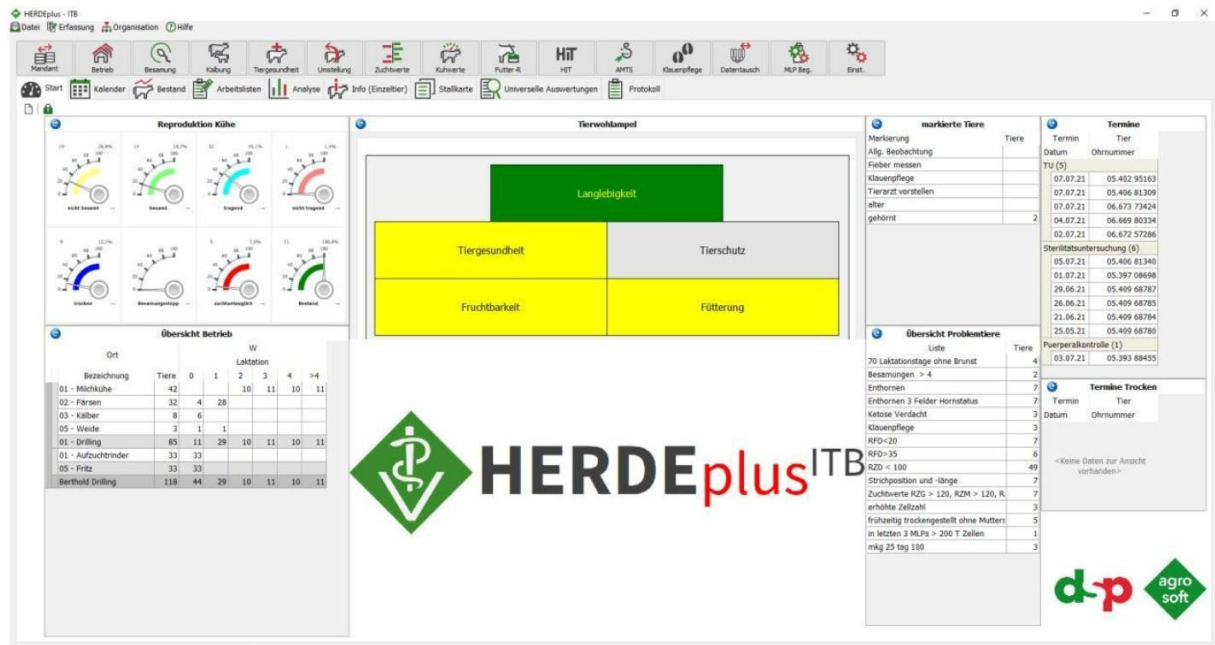 HERDEplus - ITB
Datei Erfassung Organisation Hilfe
Mandant Betrieb Besamung Kalbung Tiergesundheit Umstellung Zuchtwerte Kuhwerte Futter-R. HIT HIT AMTS Klauenpflege Datentausch MLP Beg. Einst.
Start Kalender Bestand Arbeitslisten Analyse Info (Einzeltier) Stallkarte Universelle Auswertungen Protokoll
Reproduktion Kühe
nicht besamt besamt tragend nicht tragend
trocken Besamungsstopp zuchtuntauglich Bestand
Übersicht Betrieb
W
Ort Laktation
Bezeichnung Tiere 0 1 2 3 4 >4
01 - Milchkühe 42 10 11 10 11
02 - Färsen 32 4 28
03 - Kälber 8 6
05 - Weide 3 1 1
01 - Drilling 85 11 29 10 11 10 11
01 - Aufzuchtrinder 33 33
05 - Fritz 33 33
Berthold Drilling 118 44 29 10 11 10 11
Tierwohlampel
Langlebigkeit
Tiergesundheit Tierschutz
Fruchtbarkeit Fütterung
HERDEplus ITB
markierte Tiere
Markierung Tiere
Allg. Beobachtung
Fieber messen
Klauenpflege
Tierarzt vorstellen
alter
gehörnt 2
Übersicht Problemtiere
Liste Tiere
70 Laktationstage ohne Brunst 4
Besamungen > 4 2
Enthornen 7
Enthornen 3 Felder Hornstatus 7
Ketose Verdacht 3
Klauenpflege 3
RFD<20 7
RFD>35 6
RZD < 100 49
Strichposition und -länge 7
Zuchtwerte RZG > 120, RZM > 120, R. 7
erhöhte Zellzahl 3
frühzeitig trockengestellt ohne Mutters 5
in letzten 3 MLPs > 200 T Zellen 1
mkg 25 tag 100 3
Termine
Termin Tier
Datum Ohrnummer
TU (5)
07.07.21 05.402 95163
07.07.21 05.406 81309
07.07.21 06.673 73424
04.07.21 06.669 80334
02.07.21 06.672 57286
Sterilitätsuntersuchung (6)
05.07.21 05.406 81340
01.07.21 05.397 08698
29.06.21 05.409 68787
26.06.21 05.409 68785
21.06.21 05.409 68784
25.05.21 05.409 68780
Puerperalkontrolle (1)
03.07.21 05.393 88455
Termine Trocken
Termin Tier
Datum Ohrnummer
<Keine Daten zur Ansicht
vorhanden>
dsp
agro
soft